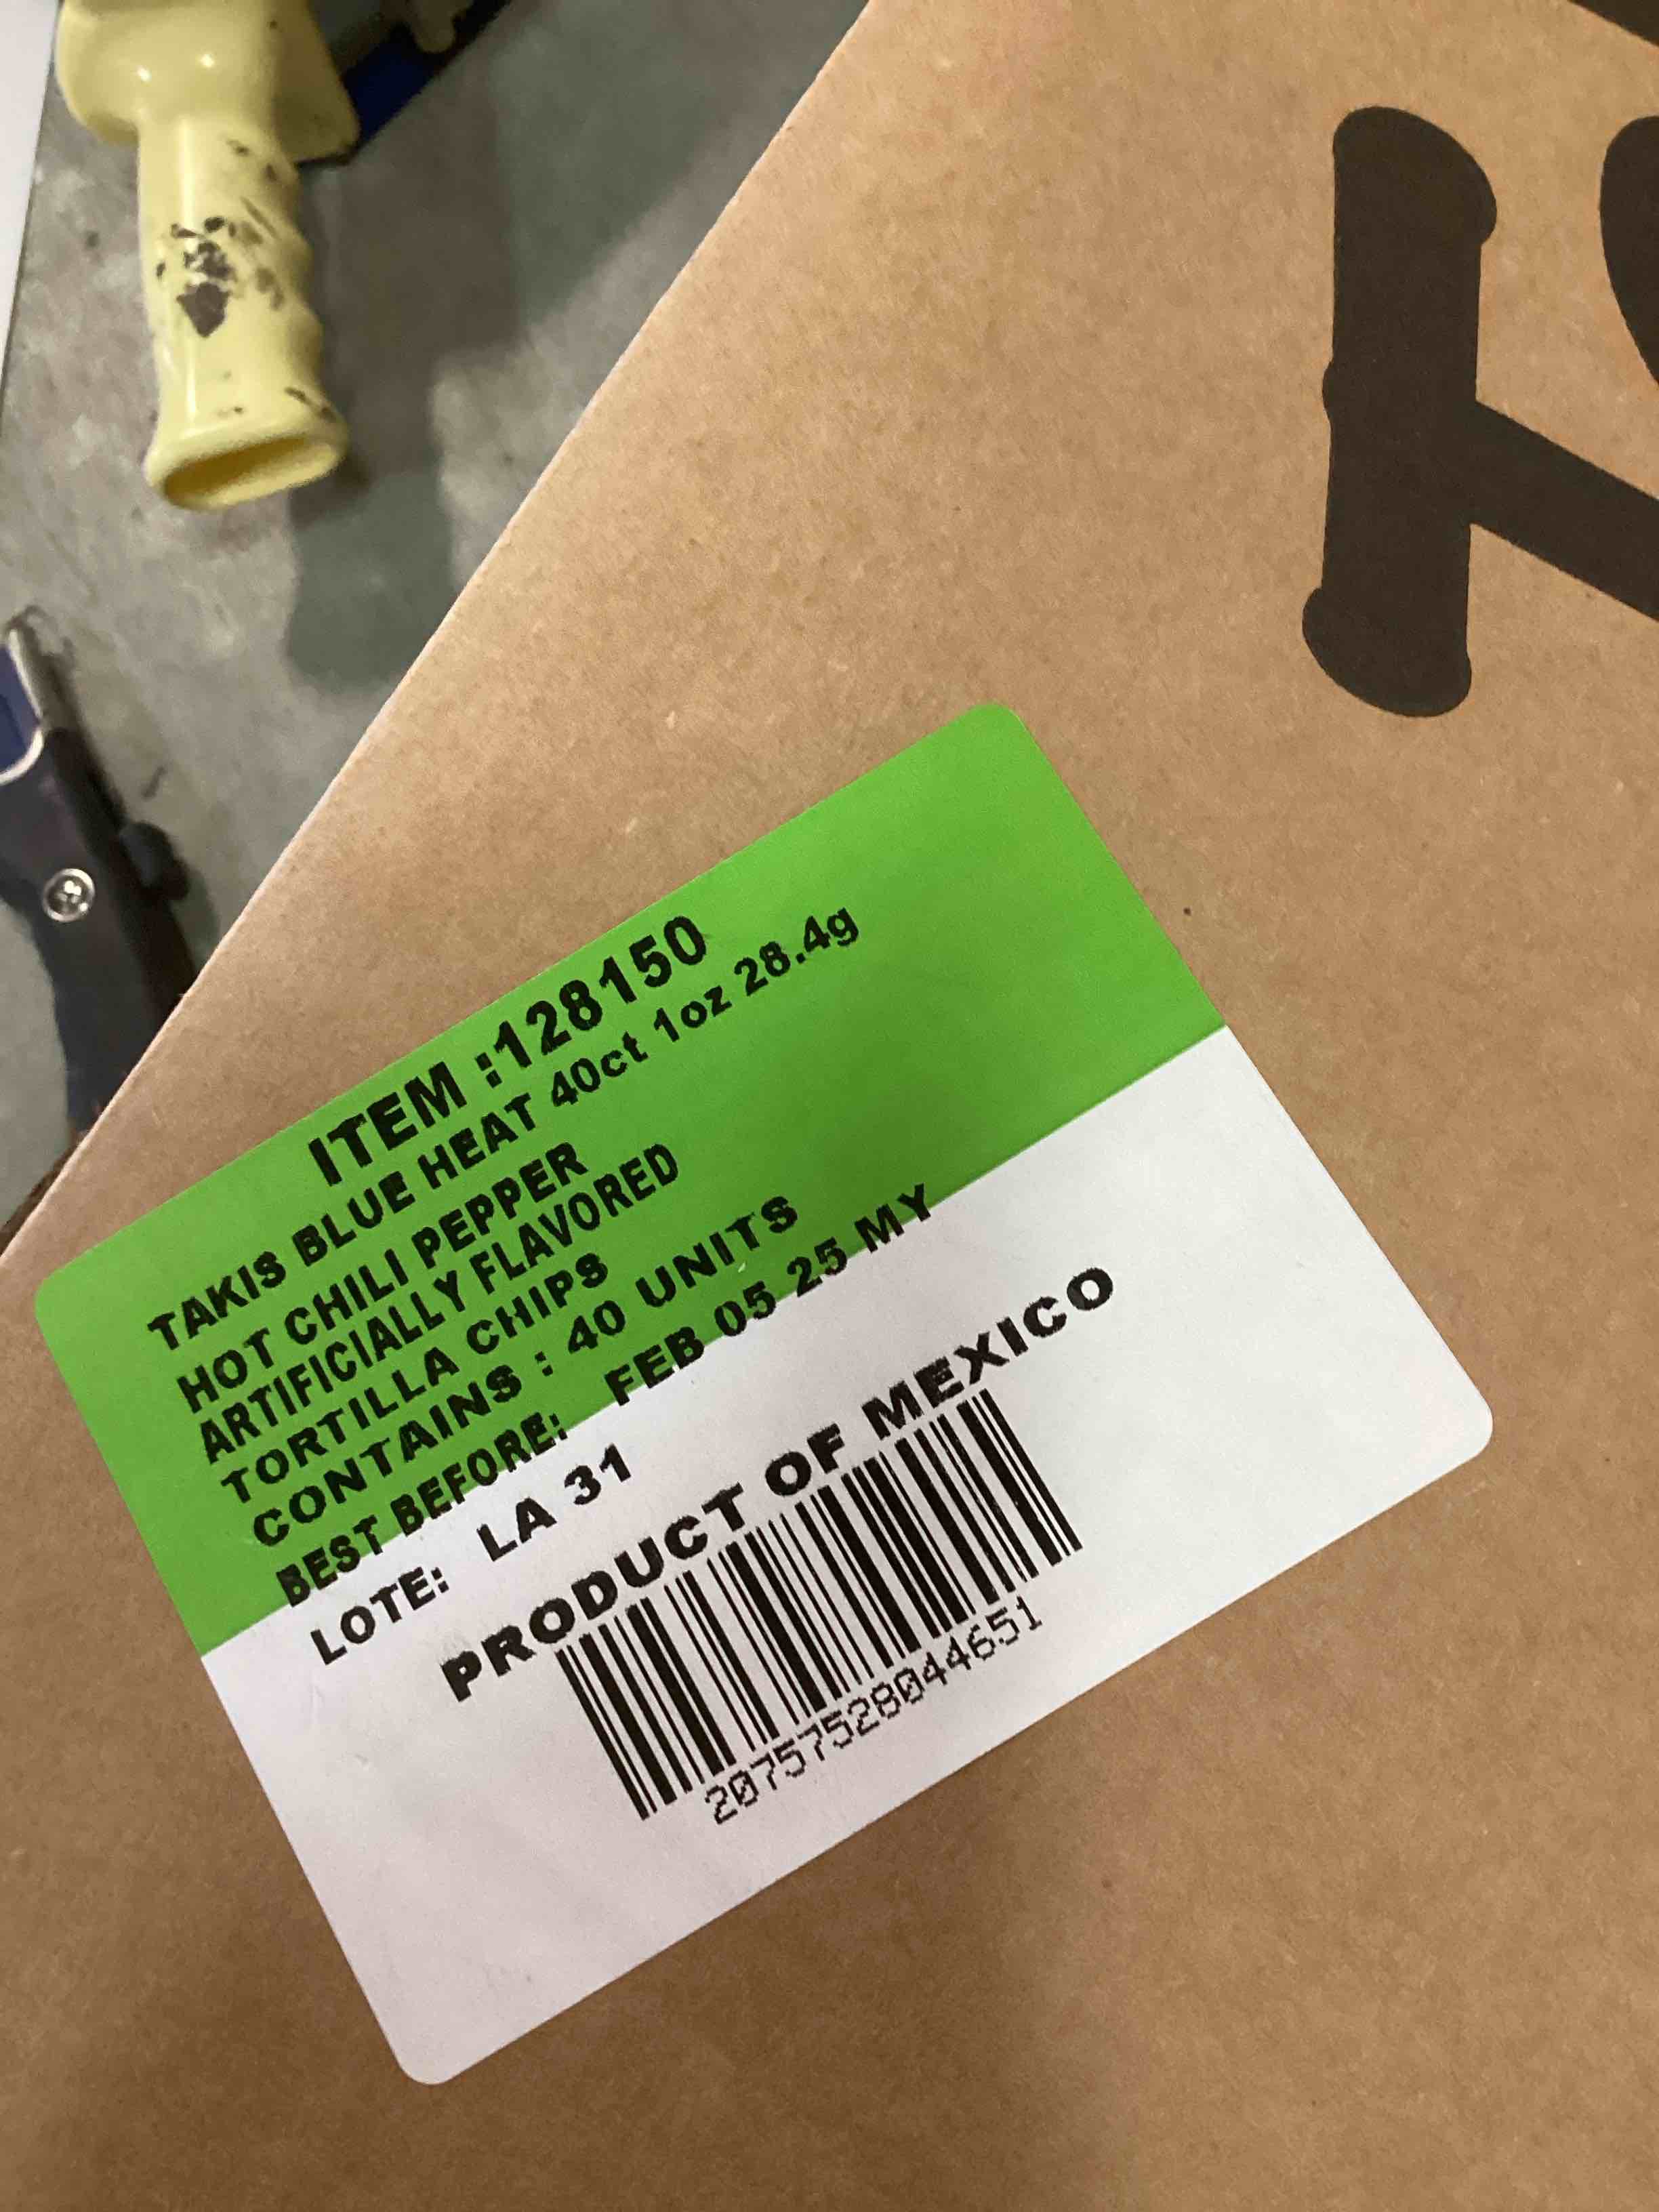 ITEM :128150
TAKIS BLUE HEAT 40ct 1oz 28.4g
HOT CHILI PEPPER
ARTIFICIALLY FLAVORED
TORTILLA CHIPS
CONTAINS : 40 UNITS
BEST BEFORE: FEB 05 25 MY
LOTE: LA 31
PRODUCT OF MEXICO
20757528044651